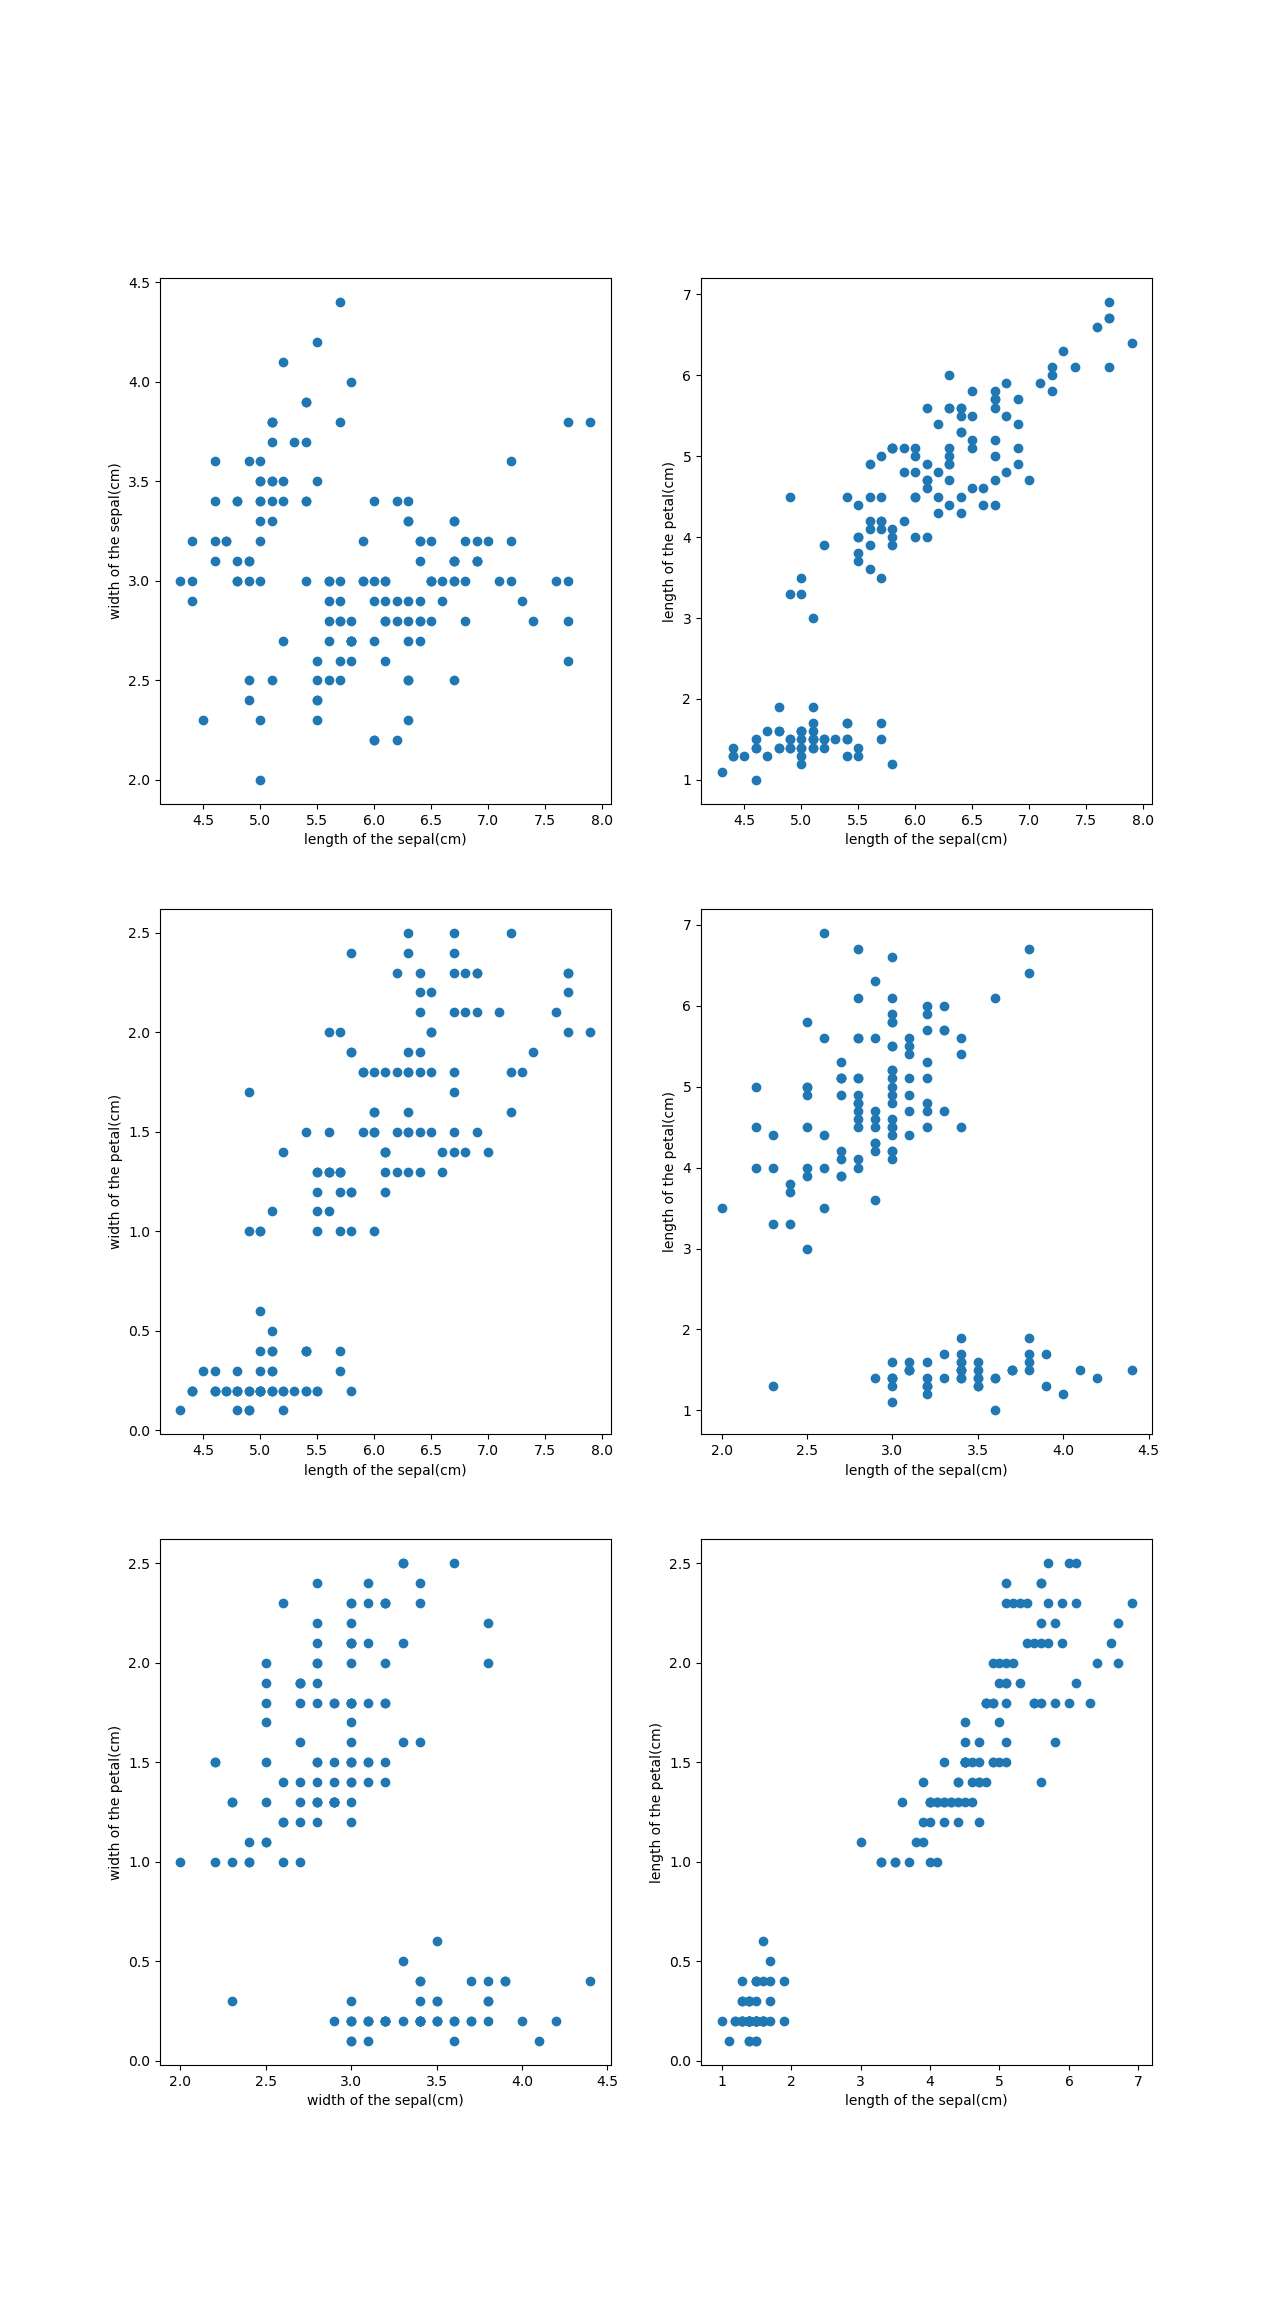 4.5
4.0
3.5
3.0
2.5
2.0
width of the sepal(cm)
4.5 5.0 5.5 6.0 6.5 7.0 7.5 8.0
length of the sepal(cm)
7
6
5
4
3
2
1
length of the petal(cm)
4.5 5.0 5.5 6.0 6.5 7.0 7.5 8.0
length of the sepal(cm)
2.5
2.0
1.5
1.0
0.5
0.0
width of the petal(cm)
4.5 5.0 5.5 6.0 6.5 7.0 7.5 8.0
length of the sepal(cm)
7
6
5
4
3
2
1
length of the petal(cm)
2.0 2.5 3.0 3.5 4.0 4.5
length of the sepal(cm)
2.5
2.0
1.5
1.0
0.5
0.0
width of the petal(cm)
2.0 2.5 3.0 3.5 4.0 4.5
width of the sepal(cm)
2.5
2.0
1.5
1.0
0.5
0.0
length of the petal(cm)
1 2 3 4 5 6 7
length of the sepal(cm)